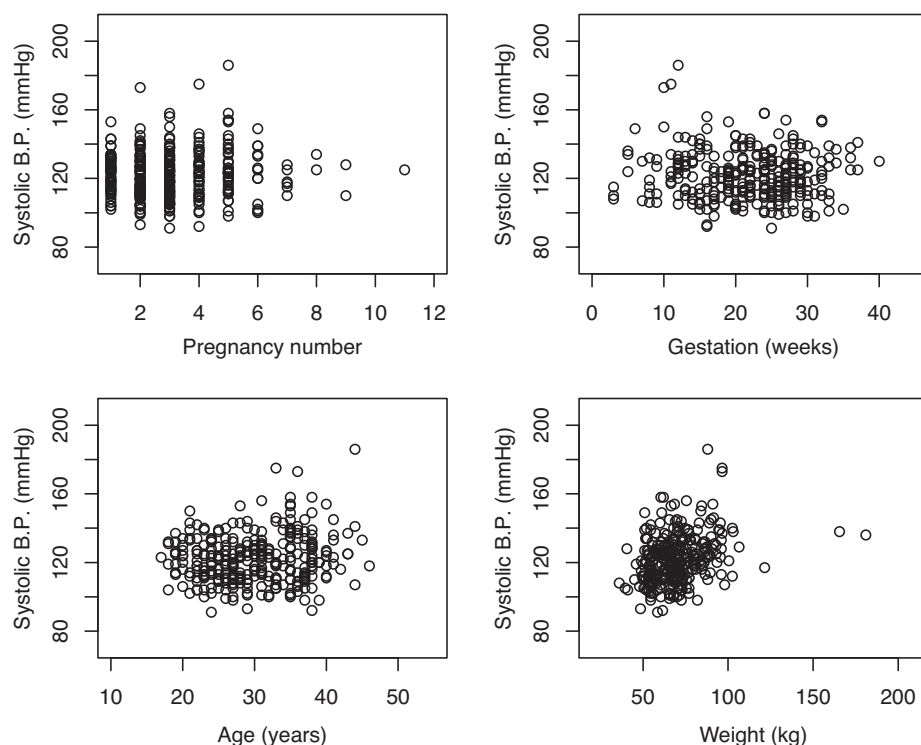 Systolic B.P. (mmHg)
200
160
120
80
2 4 6 8 10 12
Pregnancy number
Systolic B.P. (mmHg)
200
160
120
80
0 10 20 30 40
Gestation (weeks)
Systolic B.P. (mmHg)
200
160
120
80
10 20 30 40 50
Age (years)
Systolic B.P. (mmHg)
200
160
120
80
50 100 150 200
Weight (kg)